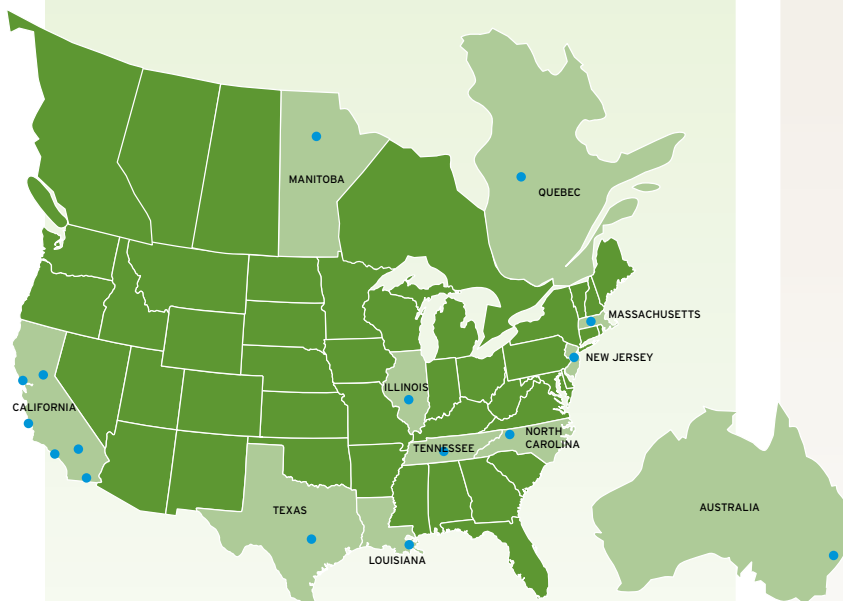 MANITOBA
QUEBEC
MASSACHUSETTS
NEW JERSEY
ILLINOIS
CALIFORNIA
NORTH
CAROLINA
TENNESSEE
TEXAS
AUSTRALIA
LOUISIANA